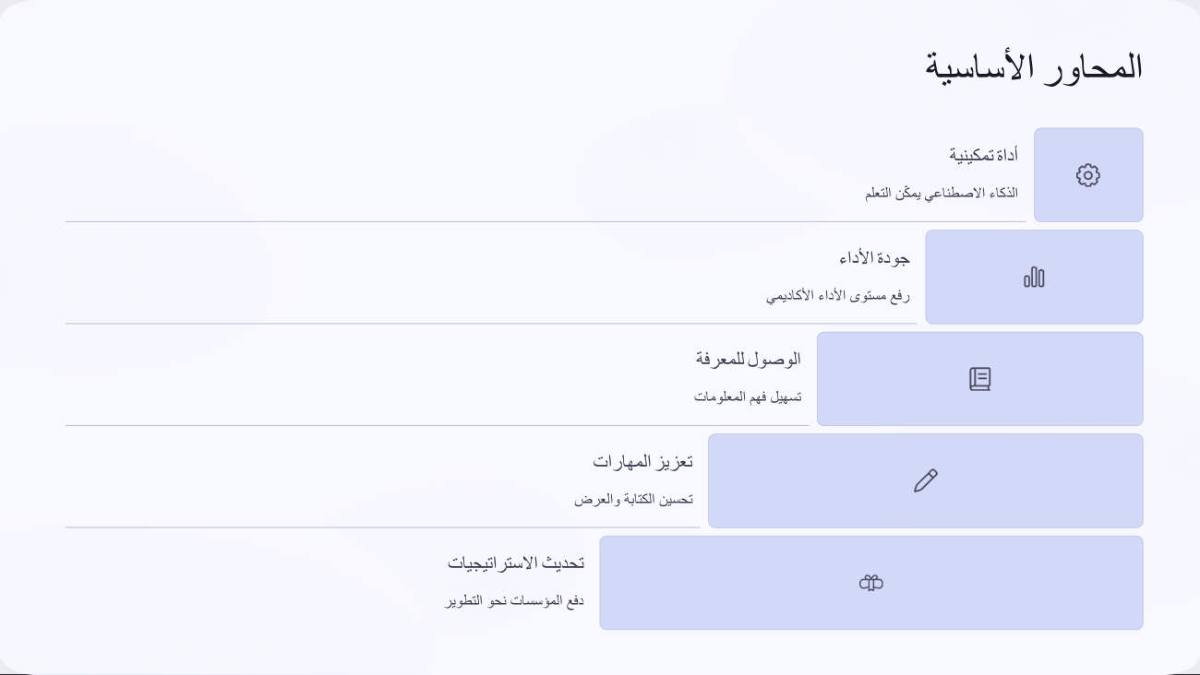 المحاور الأساسية
أداة تمكينية
الذكاء الاصطناعي يمكّن التعلم
جودة الأداء
رفع مستوى الأداء الأكاديمي
الوصول للمعرفة
تسهيل فهم المعلومات
تعزيز المهارات
تحسين الكتابة والعرض
تحديث الاستراتيجيات
دفع المؤسسات نحو التطوير